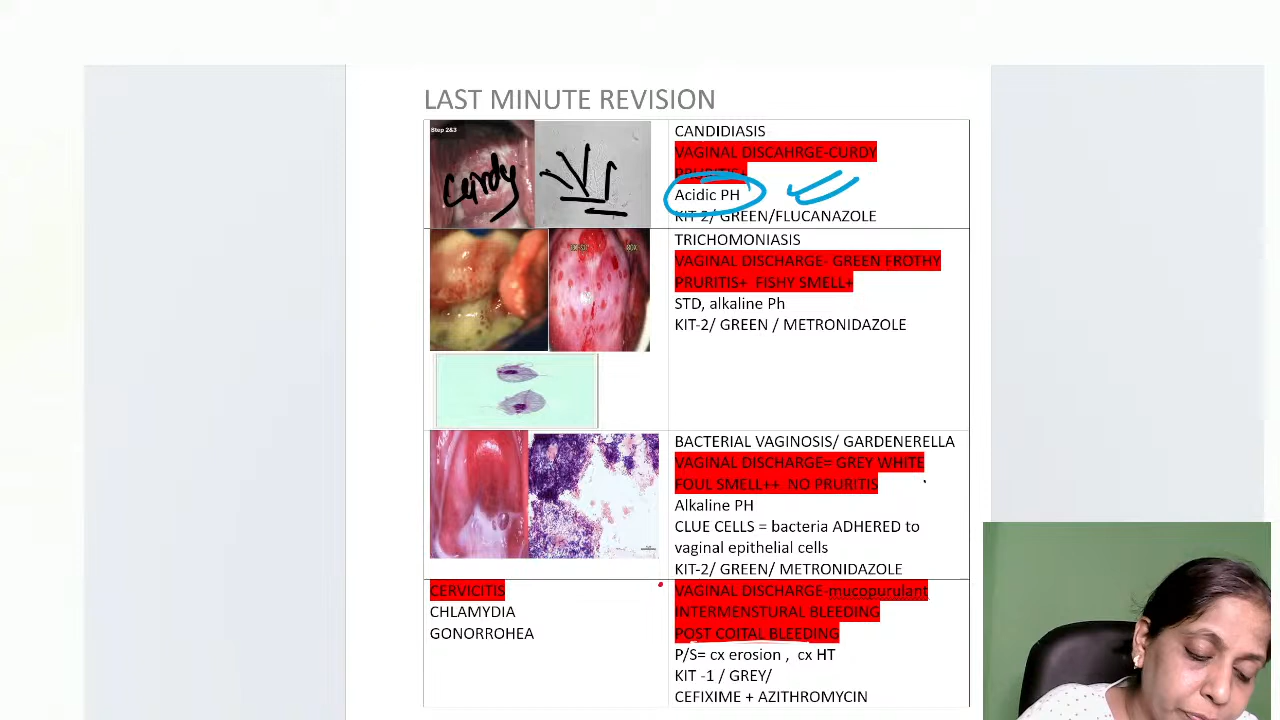 LAST MINUTE REVISION
Step 2&3
curdy
CANDIDIASIS
VAGINAL DISCAHRGE-CURDY
PRURITIS+
Acidic PH
KIT-2/ GREEN/FLUCANAZOLE
TRICHOMONIASIS
VAGINAL DISCHARGE- GREEN FROTHY
PRURITIS+ FISHY SMELL+
STD, alkaline Ph
KIT-2/ GREEN / METRONIDAZOLE
BACTERIAL VAGINOSIS/ GARDENERELLA
VAGINAL DISCHARGE= GREY WHITE
FOUL SMELL++ NO PRURITIS
Alkaline PH
CLUE CELLS = bacteria ADHERED to
vaginal epithelial cells
KIT-2/ GREEN/ METRONIDAZOLE
CERVICITIS
CHLAMYDIA
GONORROHEA
VAGINAL DISCHARGE-mucopurulant
INTERMENSTURAL BLEEDING
POST COITAL BLEEDING
P/S= cx erosion , cx HT
KIT -1 / GREY/
CEFIXIME + AZITHROMYCIN